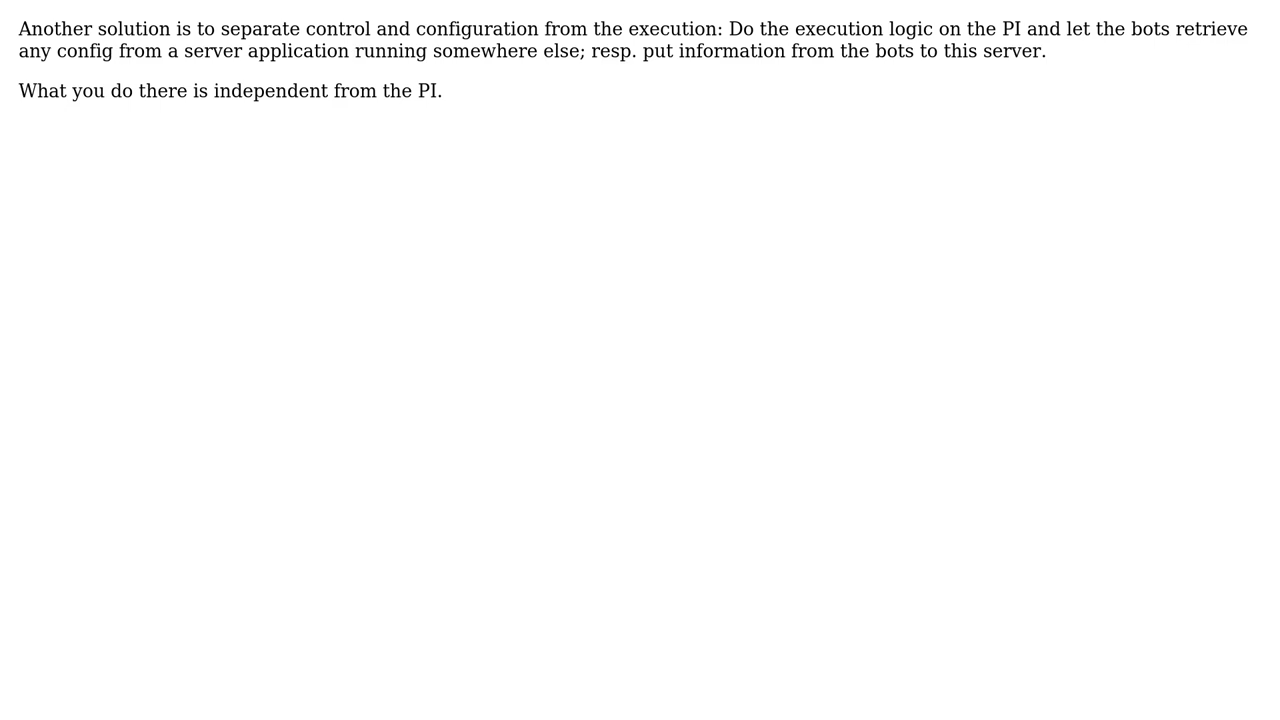 Another solution is to separate control and configuration from the execution: Do the execution logic on the PI and let the bots retrieve
any config from a server application running somewhere else; resp. put information from the bots to this server.
What you do there is independent from the PI.